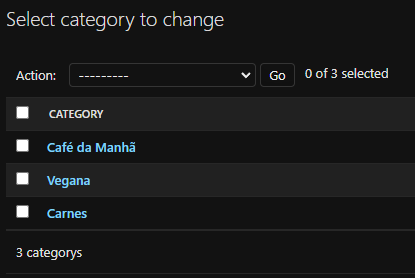 Select category to change
Action: --------- Go 0 of 3 selected
CATEGORY
Café da Manhã
Vegana
Carnes
3 categorys